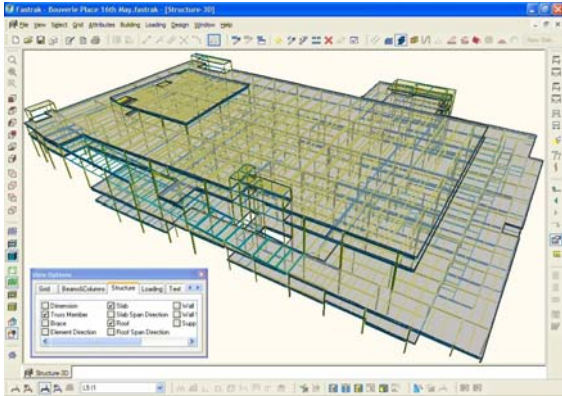 Fastrak - Bouverie Place 16th May.fastrak - [Structure-3D]
File View Select Grid Attributes Building Loading Design Window Help
View Options
Grid Beams&Columns Structure Loading Text
Dimension Slab Wall
Truss Member Slab Span Direction Wall
Brace Roof Supp
Element Direction Roof Span Direction
Structure-3D